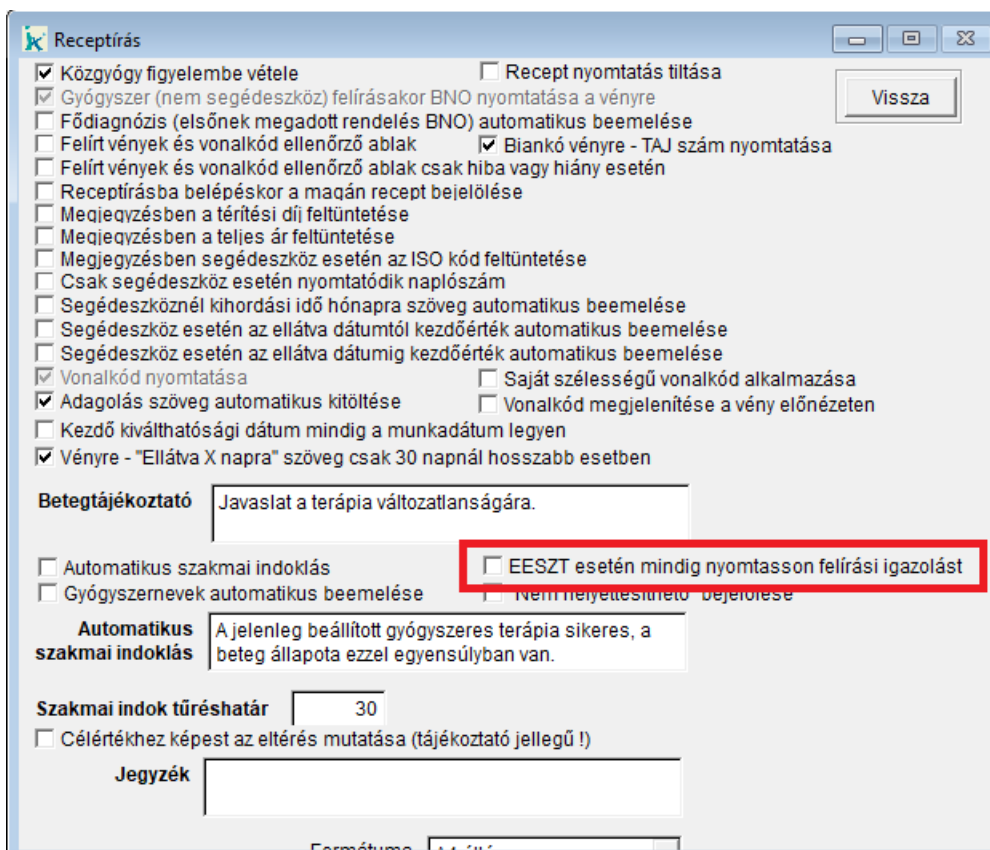 Receptírás
Közgyógy figyelembe vétele Recept nyomtatás tiltása
Vissza
Gyógyszer (nem segédeszköz) felírásakor BNO nyomtatása a vényre
Fődiagnózis (elsőnek megadott rendelés BNO) automatikus beemelése
Felírt vények és vonalkód ellenőrző ablak Biankó vényre - TAJ szám nyomtatása
Felírt vények és vonalkód ellenőrző ablak csak hiba vagy hiány esetén
Receptírásba belépéskor a magán recept bejelölése
Megjegyzésben a térítési díj feltüntetése
Megjegyzésben a teljes ár feltüntetése
Megjegyzésben segédeszköz esetén az ISO kód feltüntetése
Csak segédeszköz esetén nyomtatódik naplószám
Segédeszköznél kihordási idő hónapra szöveg automatikus beemelése
Segédeszköz esetén az ellátva dátumtól kezdőérték automatikus beemelése
Segédeszköz esetén az ellátva dátumig kezdőérték automatikus beemelése
Vonalkód nyomtatása Saját szélességű vonalkód alkalmazása
Adagolás szöveg automatikus kitöltése Vonalkód megjelenítése a vény előnézeten
Kezdő kiválthatósági dátum mindig a munkadátum legyen
Vényre - "Ellátva X napra" szöveg csak 30 napnál hosszabb esetben
Betegtájékoztató Javaslat a terápia változatlanságára.
Automatikus szakmai indoklás EESZT esetén mindig nyomtasson felírási igazolást
Gyógyszernevek automatikus beemelése "Nem helyettesíthető" bejelölése
Automatikus szakmai indoklás
A jelenleg beállított gyógyszeres terápia sikeres, a
beteg állapota ezzel egyensúlyban van.
Szakmai indok tűréshatár 30
Célértékhez képest az eltérés mutatása (tájékoztató jellegű !)
Jegyzék